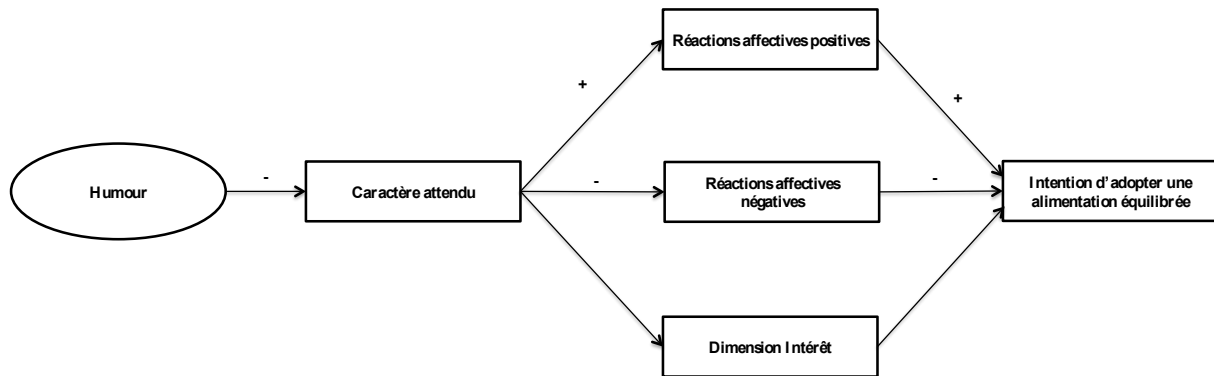 Réactions affectives positives
+
+
Humour
-
Caractère attendu
-
Réactions affectives
négatives
-
Intention d'adopter une
alimentation équilibrée
Dimension Intérêt